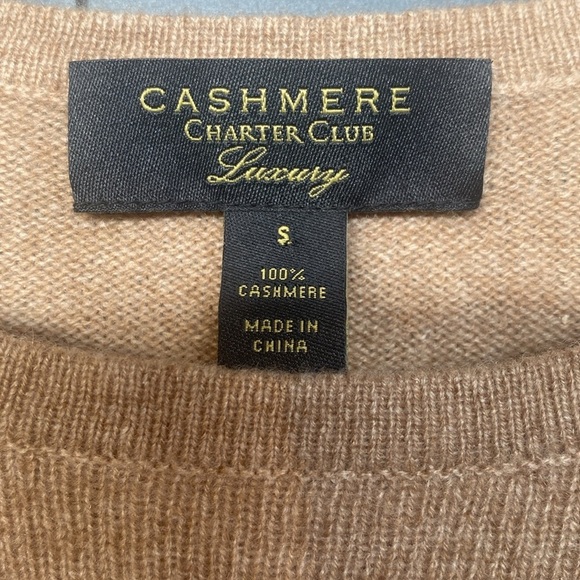 CASHMERE
CHARTER CLUB
Luxury
S
100%
CASHMERE
MADE IN
CHINA